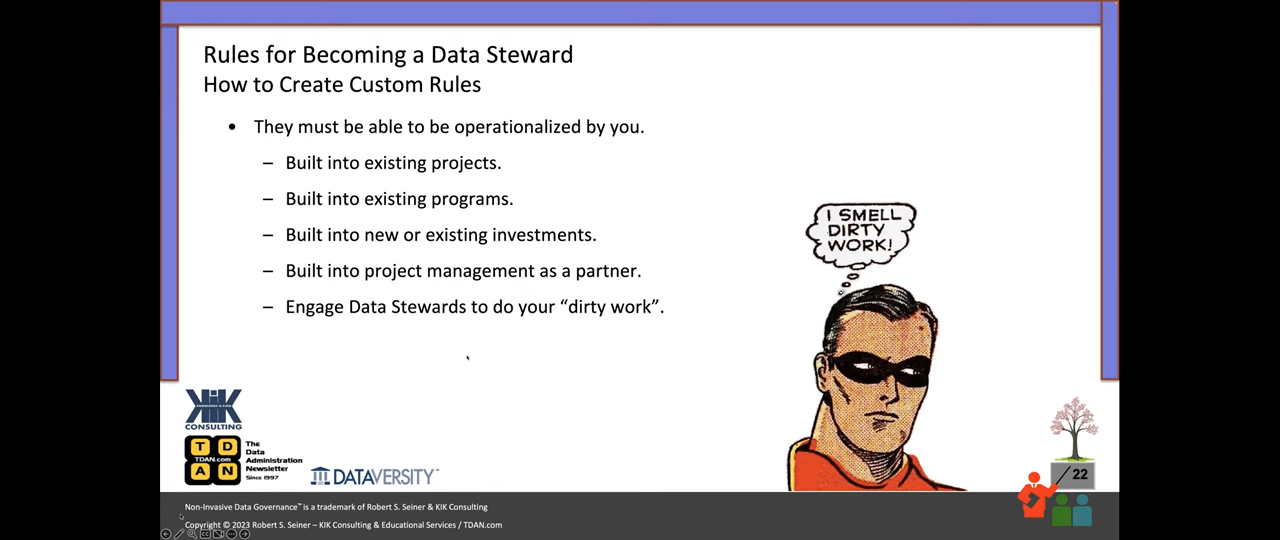 Rules for Becoming a Data Steward
How to Create Custom Rules
• They must be able to be operationalized by you.
– Built into existing projects.
– Built into existing programs.
– Built into new or existing investments.
– Built into project management as a partner.
– Engage Data Stewards to do your “dirty work”.
I SMELL
DIRTY
WORK!
KIK
CONSULTING
T D
TDAN.com
A N
The
Data
Administration
Newsletter
Since 1997
DATAVERSITY™
22
Non-Invasive Data Governance™ is a trademark of Robert S. Seiner & KIK Consulting
Copyright © 2023 Robert S. Seiner – KIK Consulting & Educational Services / TDAN.com